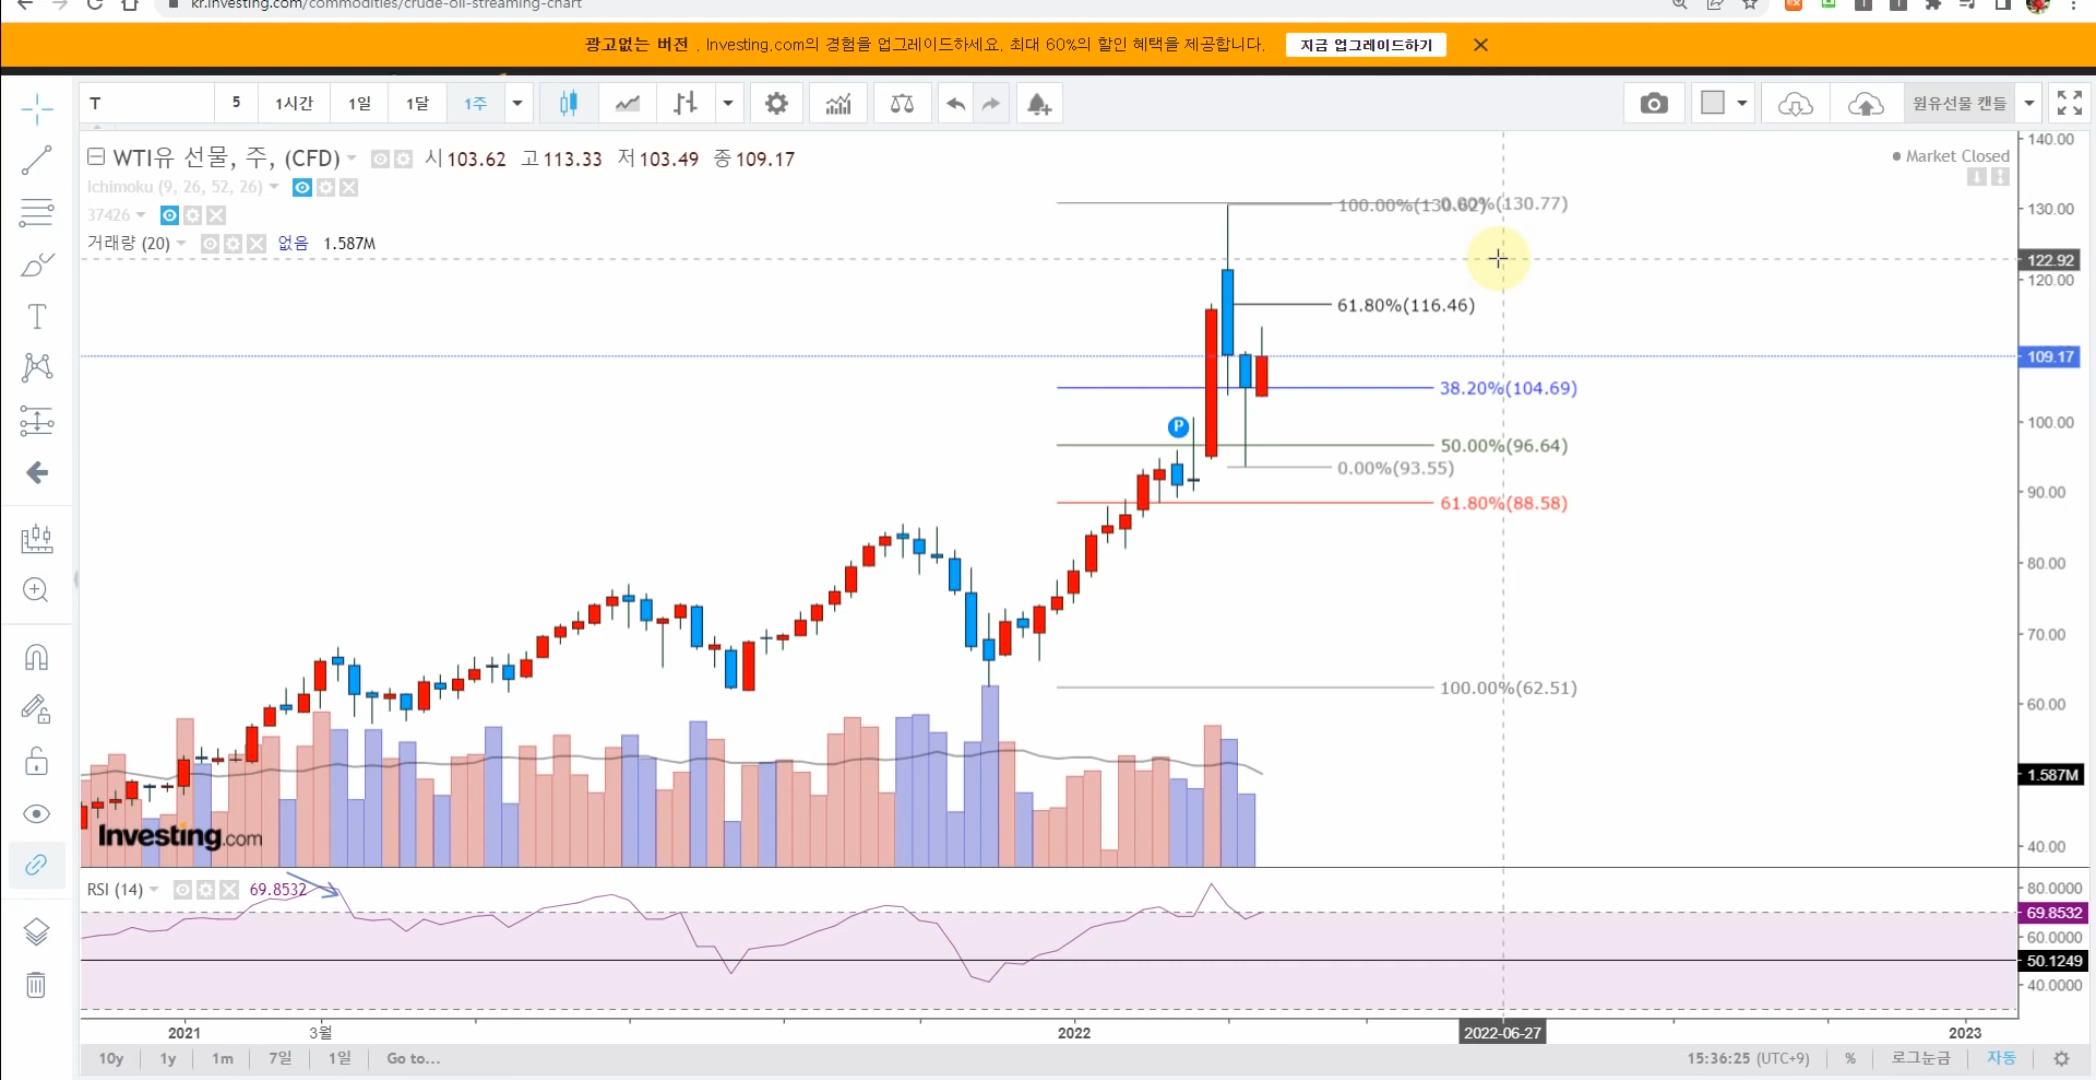 kr.investing.com/commodities/crude-oil-streaming-chart
광고없는 버전 . Investing.com의 경험을 업그레이드하세요. 최대 60%의 할인 혜택을 제공합니다. 지금 업그레이드하기
T 5 1시간 1일 1달 1주 원유선물 캔들
WTI유 선물, 주, (CFD) 시 103.62 고 113.33 저 103.49 종 109.17
Market Closed
Ichimoku (9, 26, 52, 26)
37426
거래량 (20) 없음 1.587M
140.00
130.00
122.92
120.00
109.17
100.00
90.00
80.00
70.00
60.00
1.587M
40.00
100.00%(130.62)
0.00%(130.77)
61.80%(116.46)
38.20%(104.69)
P
50.00%(96.64)
0.00%(93.55)
61.80%(88.58)
100.00%(62.51)
Investing.com
RSI (14) 69.8532
80.0000
69.8532
60.0000
50.1249
40.0000
2021 3월 2022 2022-06-27 2023
10y 1y 1m 7일 1일 Go to... 15:36:25 (UTC+9) % 로그눈금 자동